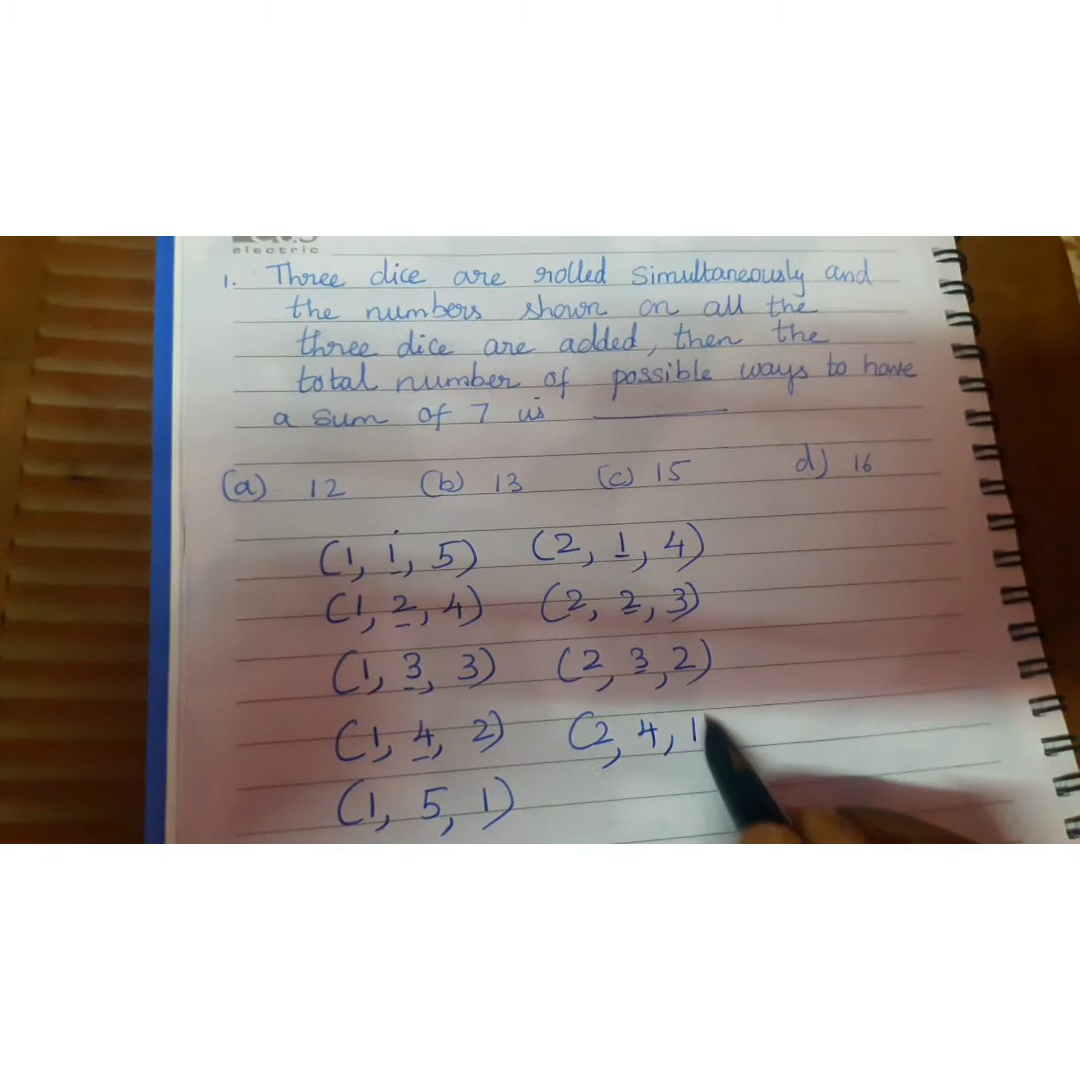 electric
1. Three dice are rolled simultaneously and
the numbers shown on all the
three dice are added, then the
total number of possible ways to have
a sum of 7 is ______
(a) 12 (b) 13 (c) 15 d) 16
(1, 1, 5) (2, 1, 4)
(1, 2, 4) (2, 2, 3)
(1, 3, 3) (2, 3, 2)
(1, 4, 2) (2, 4, 1
(1, 5, 1)